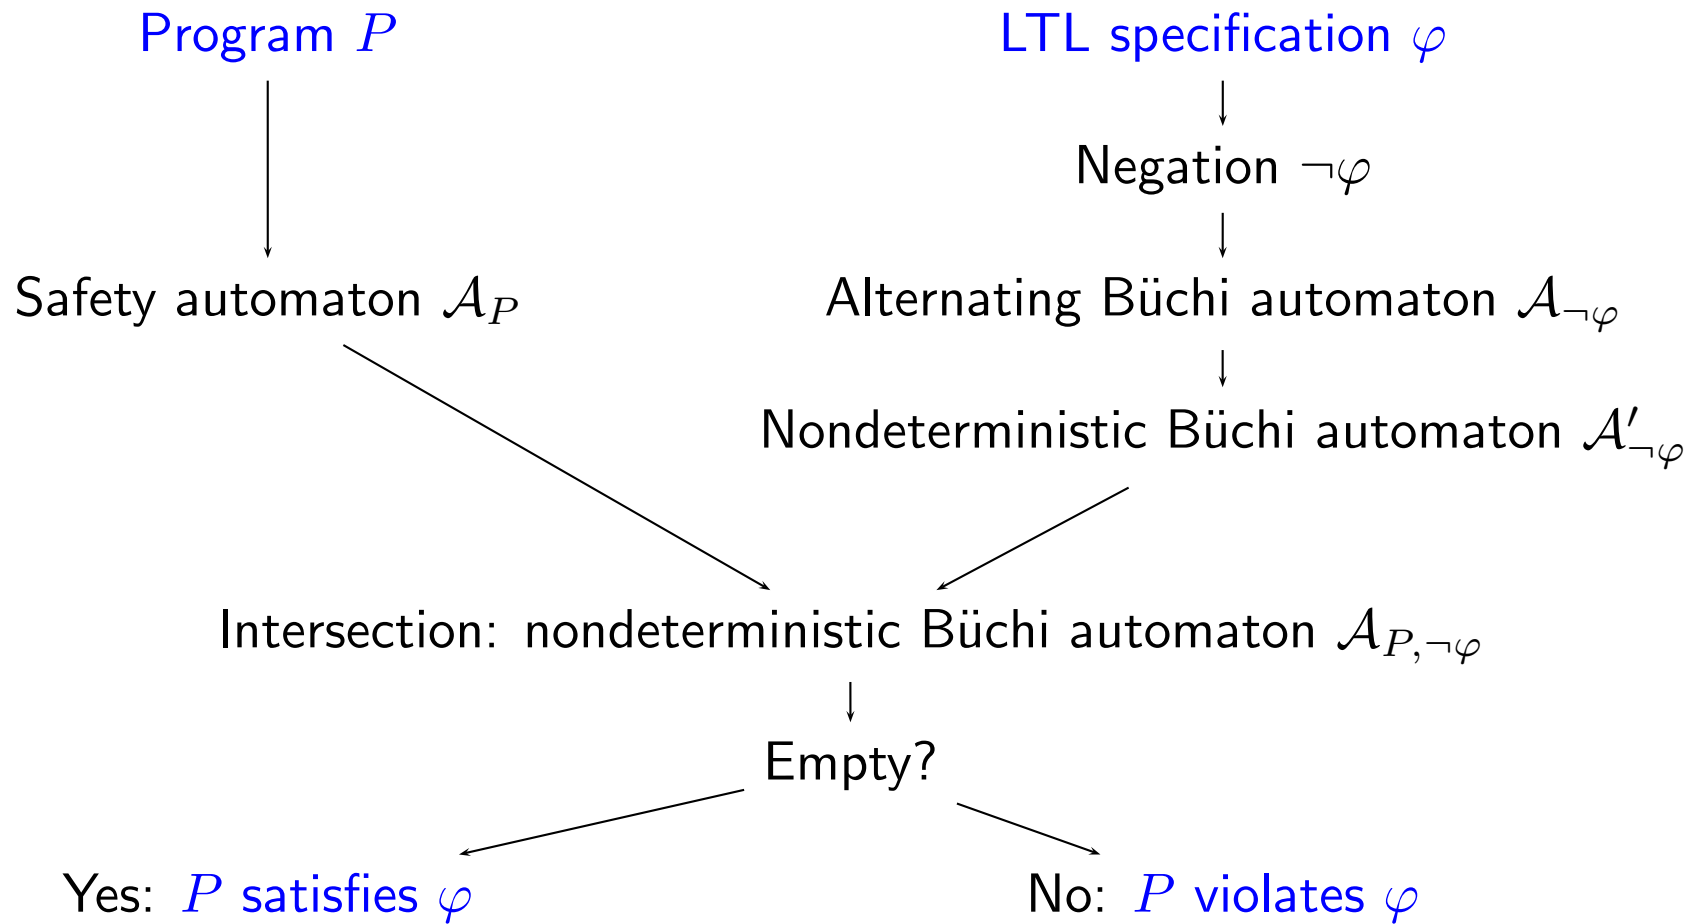 Program P
LTL specification φ
Negation ¬φ
Safety automaton 𝒜_P
Alternating Büchi automaton 𝒜_¬φ
Nondeterministic Büchi automaton 𝒜′_¬φ
Intersection: nondeterministic Büchi automaton 𝒜_P,¬φ
Empty?
Yes: P satisfies φ
No: P violates φ